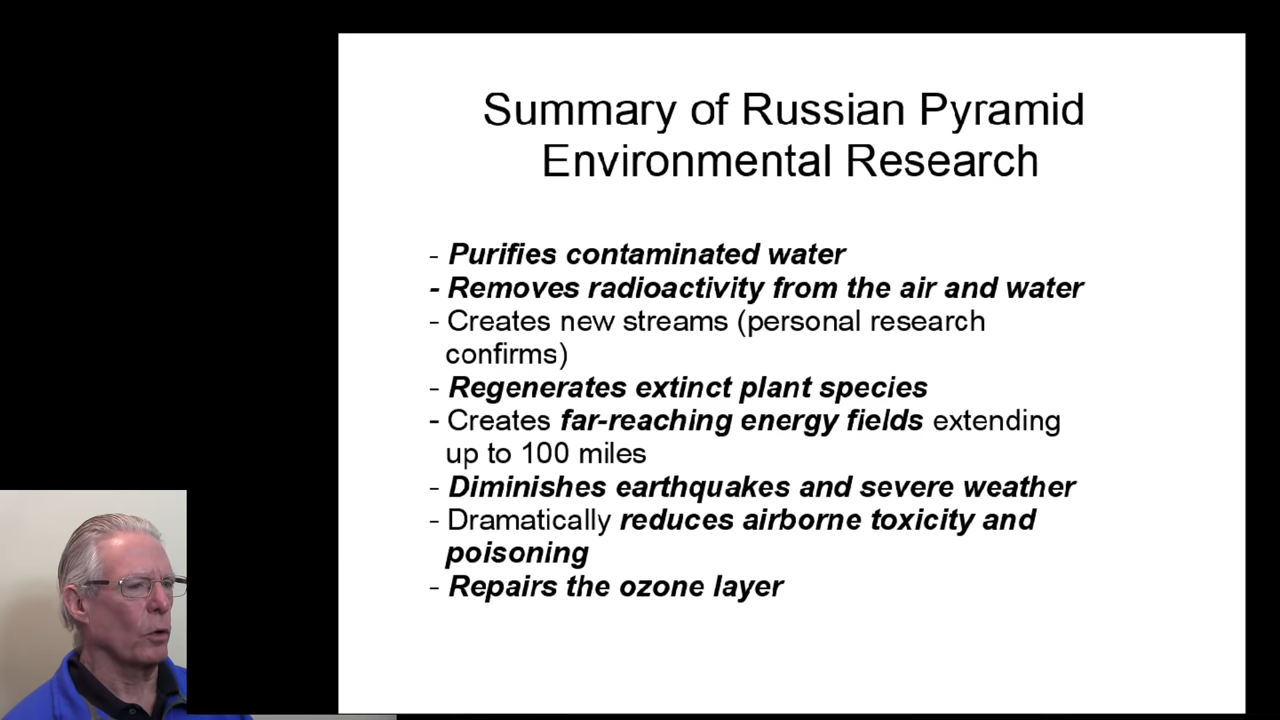 Summary of Russian Pyramid
Environmental Research
- Purifies contaminated water
- Removes radioactivity from the air and water
- Creates new streams (personal research
confirms)
- Regenerates extinct plant species
- Creates far-reaching energy fields extending
up to 100 miles
- Diminishes earthquakes and severe weather
- Dramatically reduces airborne toxicity and
poisoning
- Repairs the ozone layer